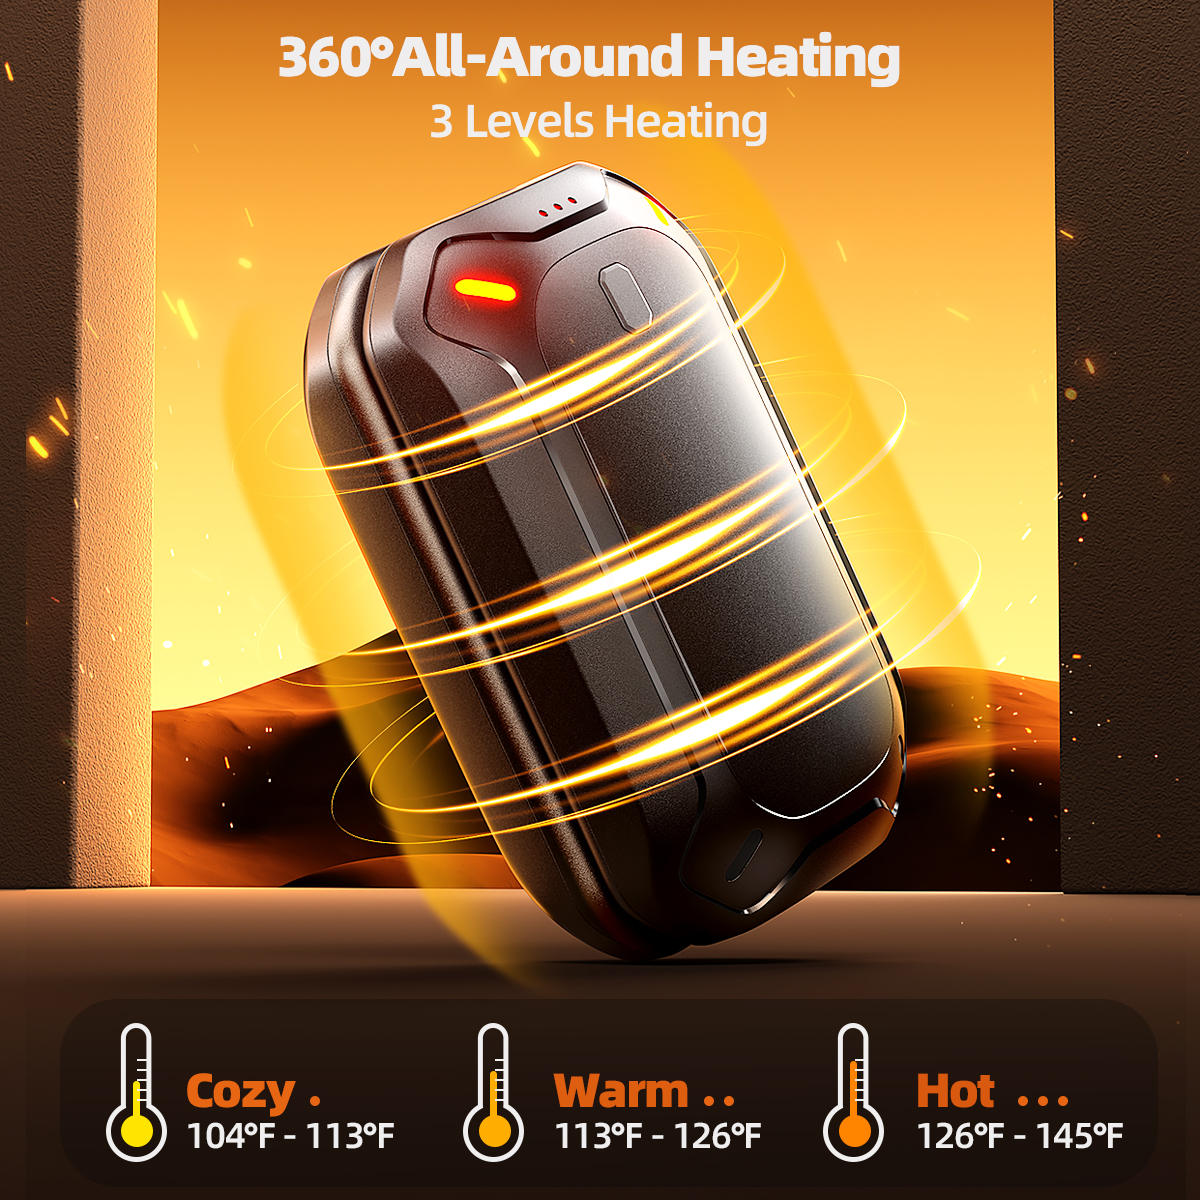 360°All-Around Heating
3 Levels Heating
Cozy .
104°F - 113°F
Warm ..
113°F - 126°F
Hot ...
126°F - 145°F